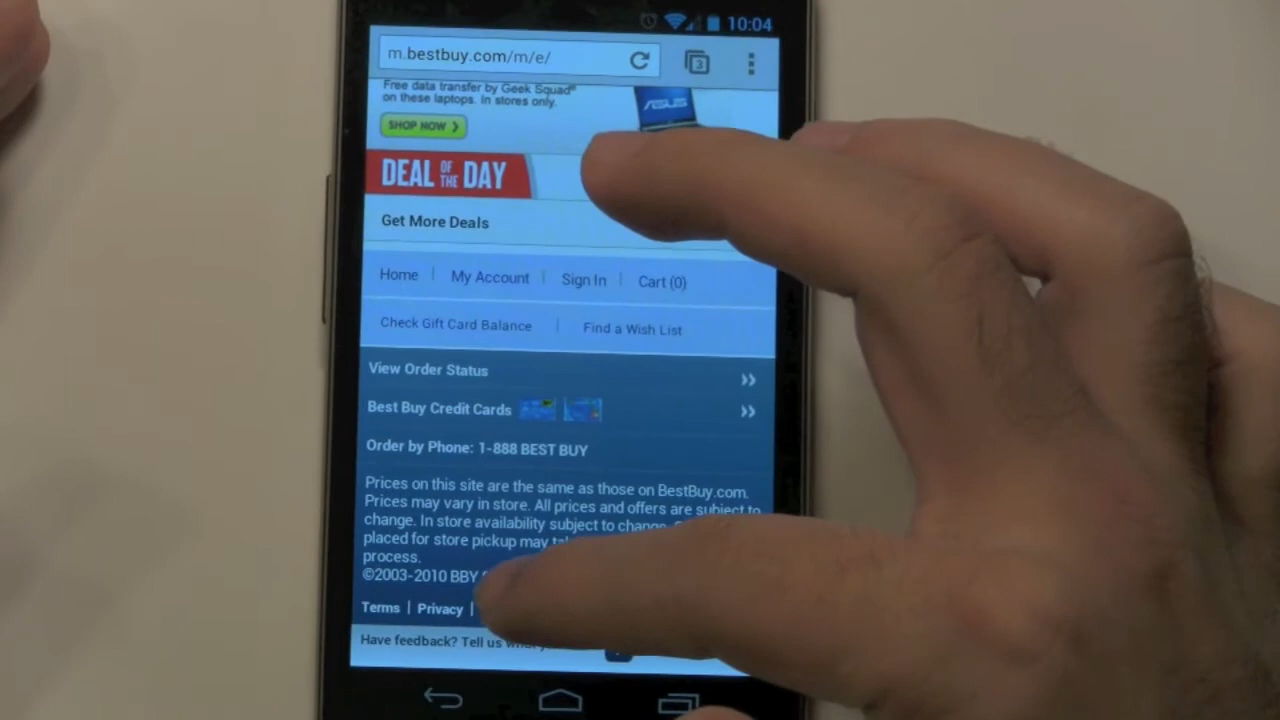 10:04
m.bestbuy.com/m/e/
3
Free data transfer by Geek Squad®
on these laptops. In stores only.
ASUS
SHOP NOW
DEAL OF THE DAY
Get More Deals
Home | My Account | Sign In | Cart (0)
Check Gift Card Balance | Find a Wish List
View Order Status
Best Buy Credit Cards
Order by Phone: 1-888 BEST BUY
Prices on this site are the same as those on BestBuy.com.
Prices may vary in store. All prices and offers are subject to
change. In store availability subject to change.
placed for store pickup may
process.
©2003-2010 BBY
Terms | Privacy |
Have feedback? Tell us